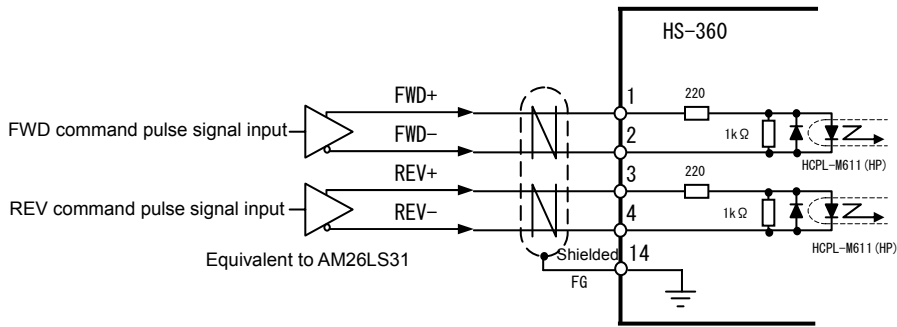 HS-360
FWD command pulse signal input
FWD+
FWD-
1
2
220
1kΩ
HCPL-M611(HP)
REV command pulse signal input
REV+
REV-
3
4
220
1kΩ
HCPL-M611(HP)
Equivalent to AM26LS31
Shielded
14
FG